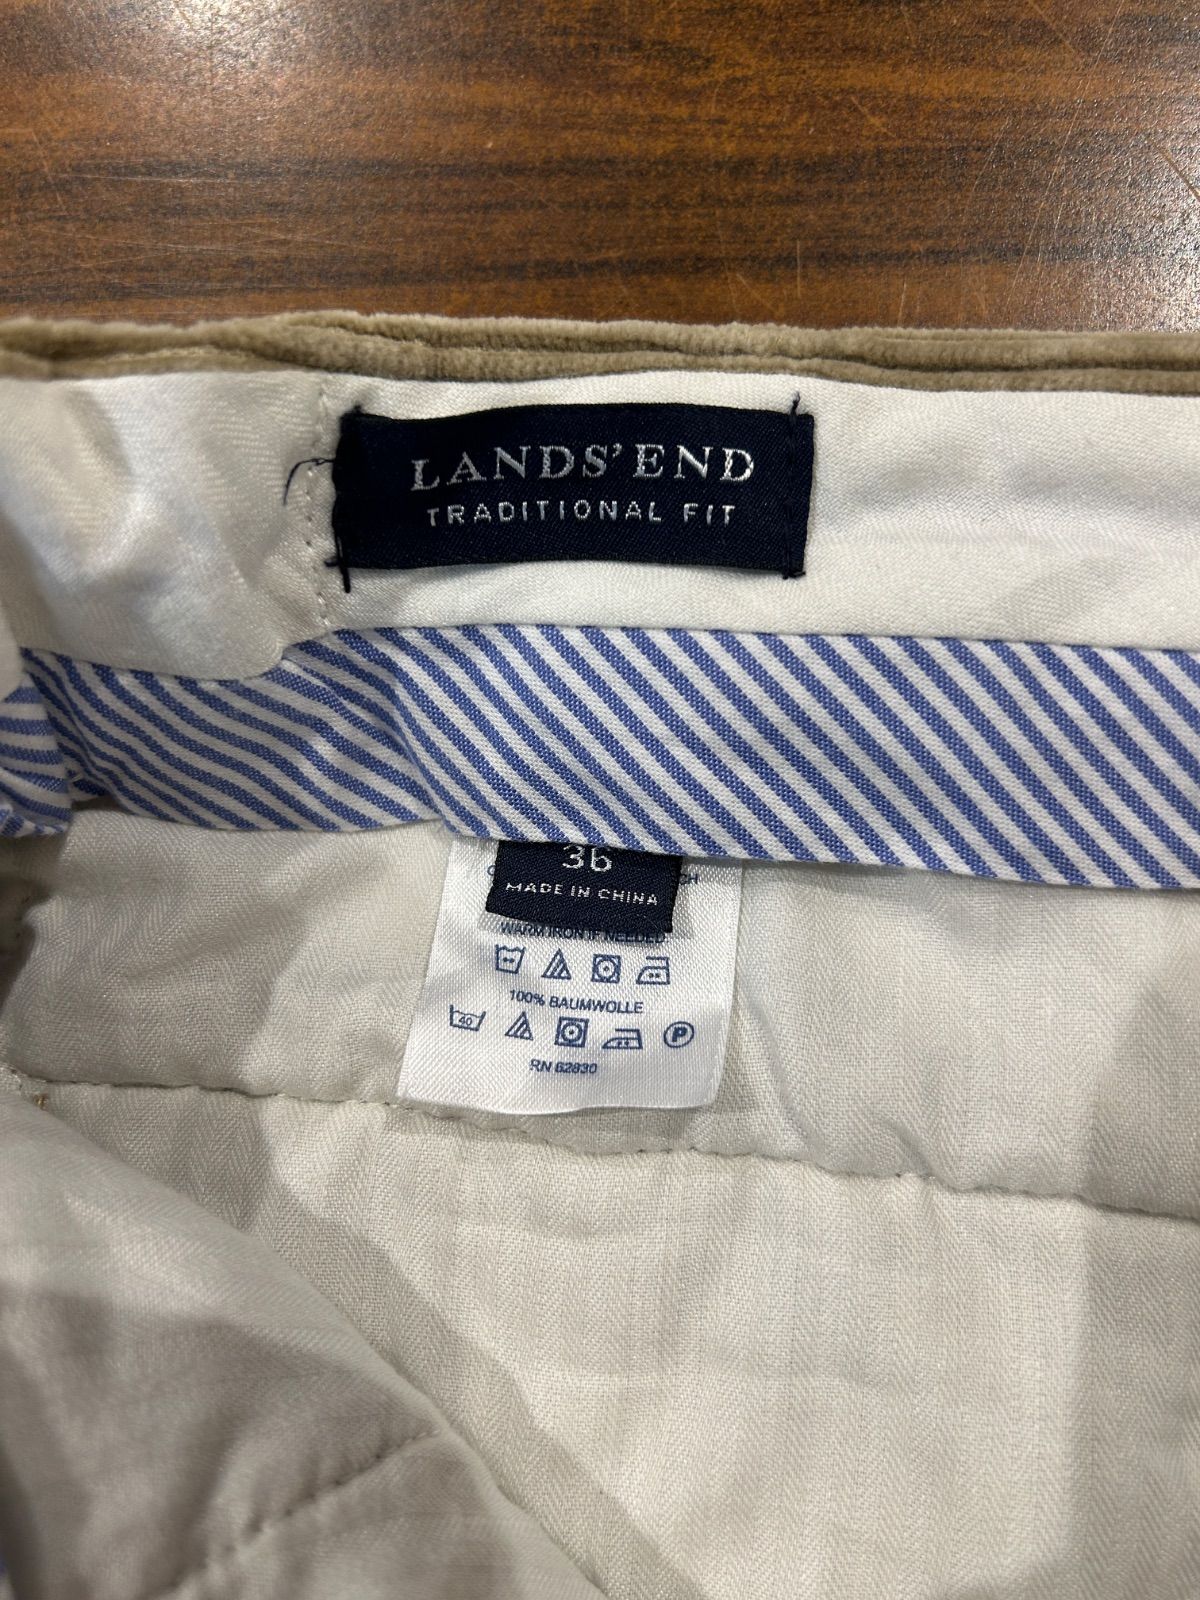 LANDS' END
TRADITIONAL FIT
36
MADE IN CHINA
WARM IRON IF NEEDED
100% BAUMWOLLE
40
P
RN 62830